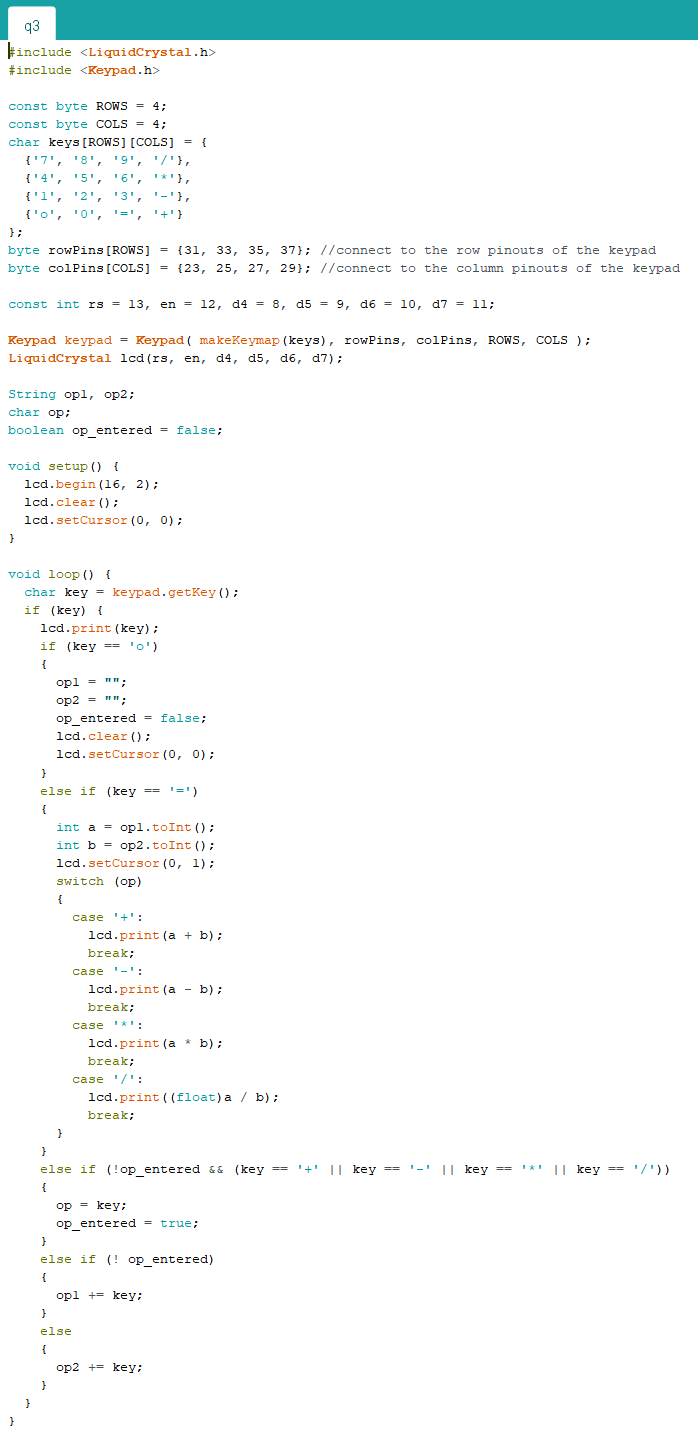 q3
#include <LiquidCrystal.h>
#include <Keypad.h>
const byte ROWS = 4;
const byte COLS = 4;
char keys[ROWS][COLS] = {
  {'7', '8', '9', '/'},
  {'4', '5', '6', '*'},
  {'1', '2', '3', '-'},
  {'o', '0', '=', '+'}
};
byte rowPins[ROWS] = {31, 33, 35, 37}; //connect to the row pinouts of the keypad
byte colPins[COLS] = {23, 25, 27, 29}; //connect to the column pinouts of the keypad
const int rs = 13, en = 12, d4 = 8, d5 = 9, d6 = 10, d7 = 11;
Keypad keypad = Keypad( makeKeymap(keys), rowPins, colPins, ROWS, COLS );
LiquidCrystal lcd(rs, en, d4, d5, d6, d7);
String op1, op2;
char op;
boolean op_entered = false;
void setup() {
  lcd.begin(16, 2);
  lcd.clear();
  lcd.setCursor(0, 0);
}
void loop() {
  char key = keypad.getKey();
  if (key) {
    lcd.print(key);
    if (key == 'o')
    {
      op1 = "";
      op2 = "";
      op_entered = false;
      lcd.clear();
      lcd.setCursor(0, 0);
    }
    else if (key == '=')
    {
      int a = op1.toInt();
      int b = op2.toInt();
      lcd.setCursor(0, 1);
      switch (op)
      {
        case '+':
          lcd.print(a + b);
          break;
        case '-':
          lcd.print(a - b);
          break;
        case '*':
          lcd.print(a * b);
          break;
        case '/':
          lcd.print((float)a / b);
          break;
      }
    }
    else if (!op_entered && (key == '+' || key == '-' || key == '*' || key == '/'))
    {
      op = key;
      op_entered = true;
    }
    else if (! op_entered)
    {
      op1 += key;
    }
    else
    {
      op2 += key;
    }
  }
}